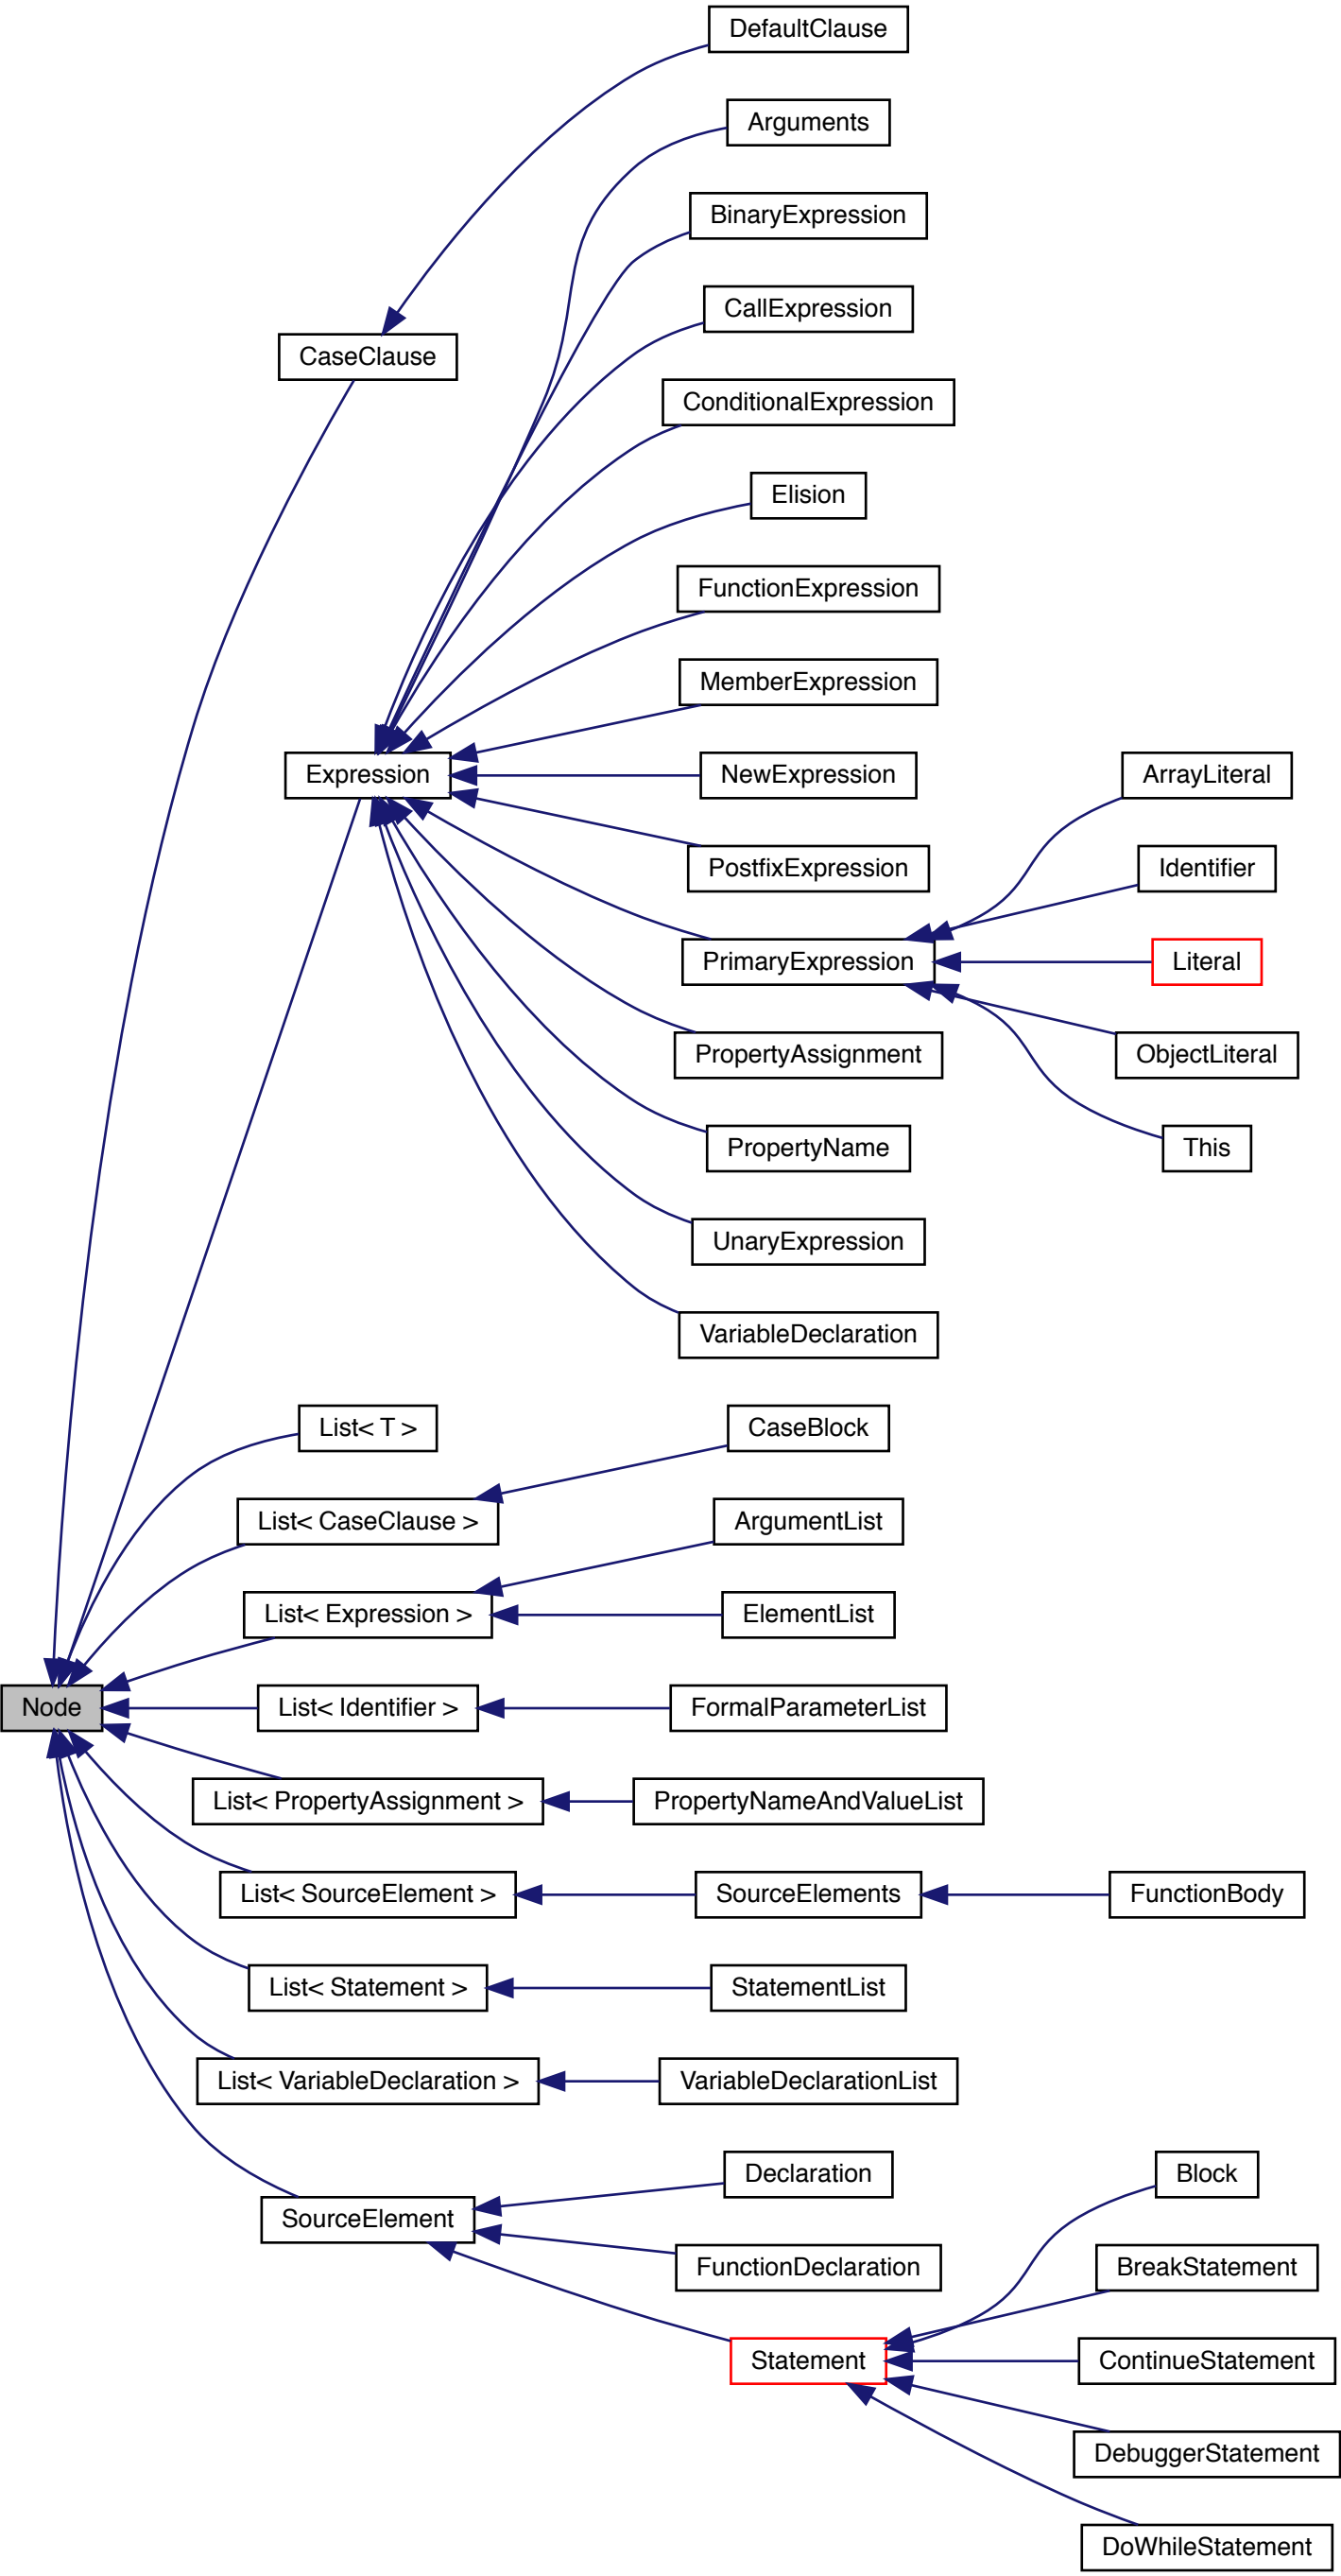 DefaultClause
Arguments
BinaryExpression
CallExpression
CaseClause
ConditionalExpression
Elision
FunctionExpression
MemberExpression
Expression
NewExpression
ArrayLiteral
PostfixExpression
Identifier
PrimaryExpression
Literal
PropertyAssignment
ObjectLiteral
PropertyName
This
UnaryExpression
VariableDeclaration
List< T >
CaseBlock
List< CaseClause >
ArgumentList
List< Expression >
ElementList
Node
List< Identifier >
FormalParameterList
List< PropertyAssignment >
PropertyNameAndValueList
List< SourceElement >
SourceElements
FunctionBody
List< Statement >
StatementList
List< VariableDeclaration >
VariableDeclarationList
Declaration
Block
SourceElement
FunctionDeclaration
BreakStatement
Statement
ContinueStatement
DebuggerStatement
DoWhileStatement